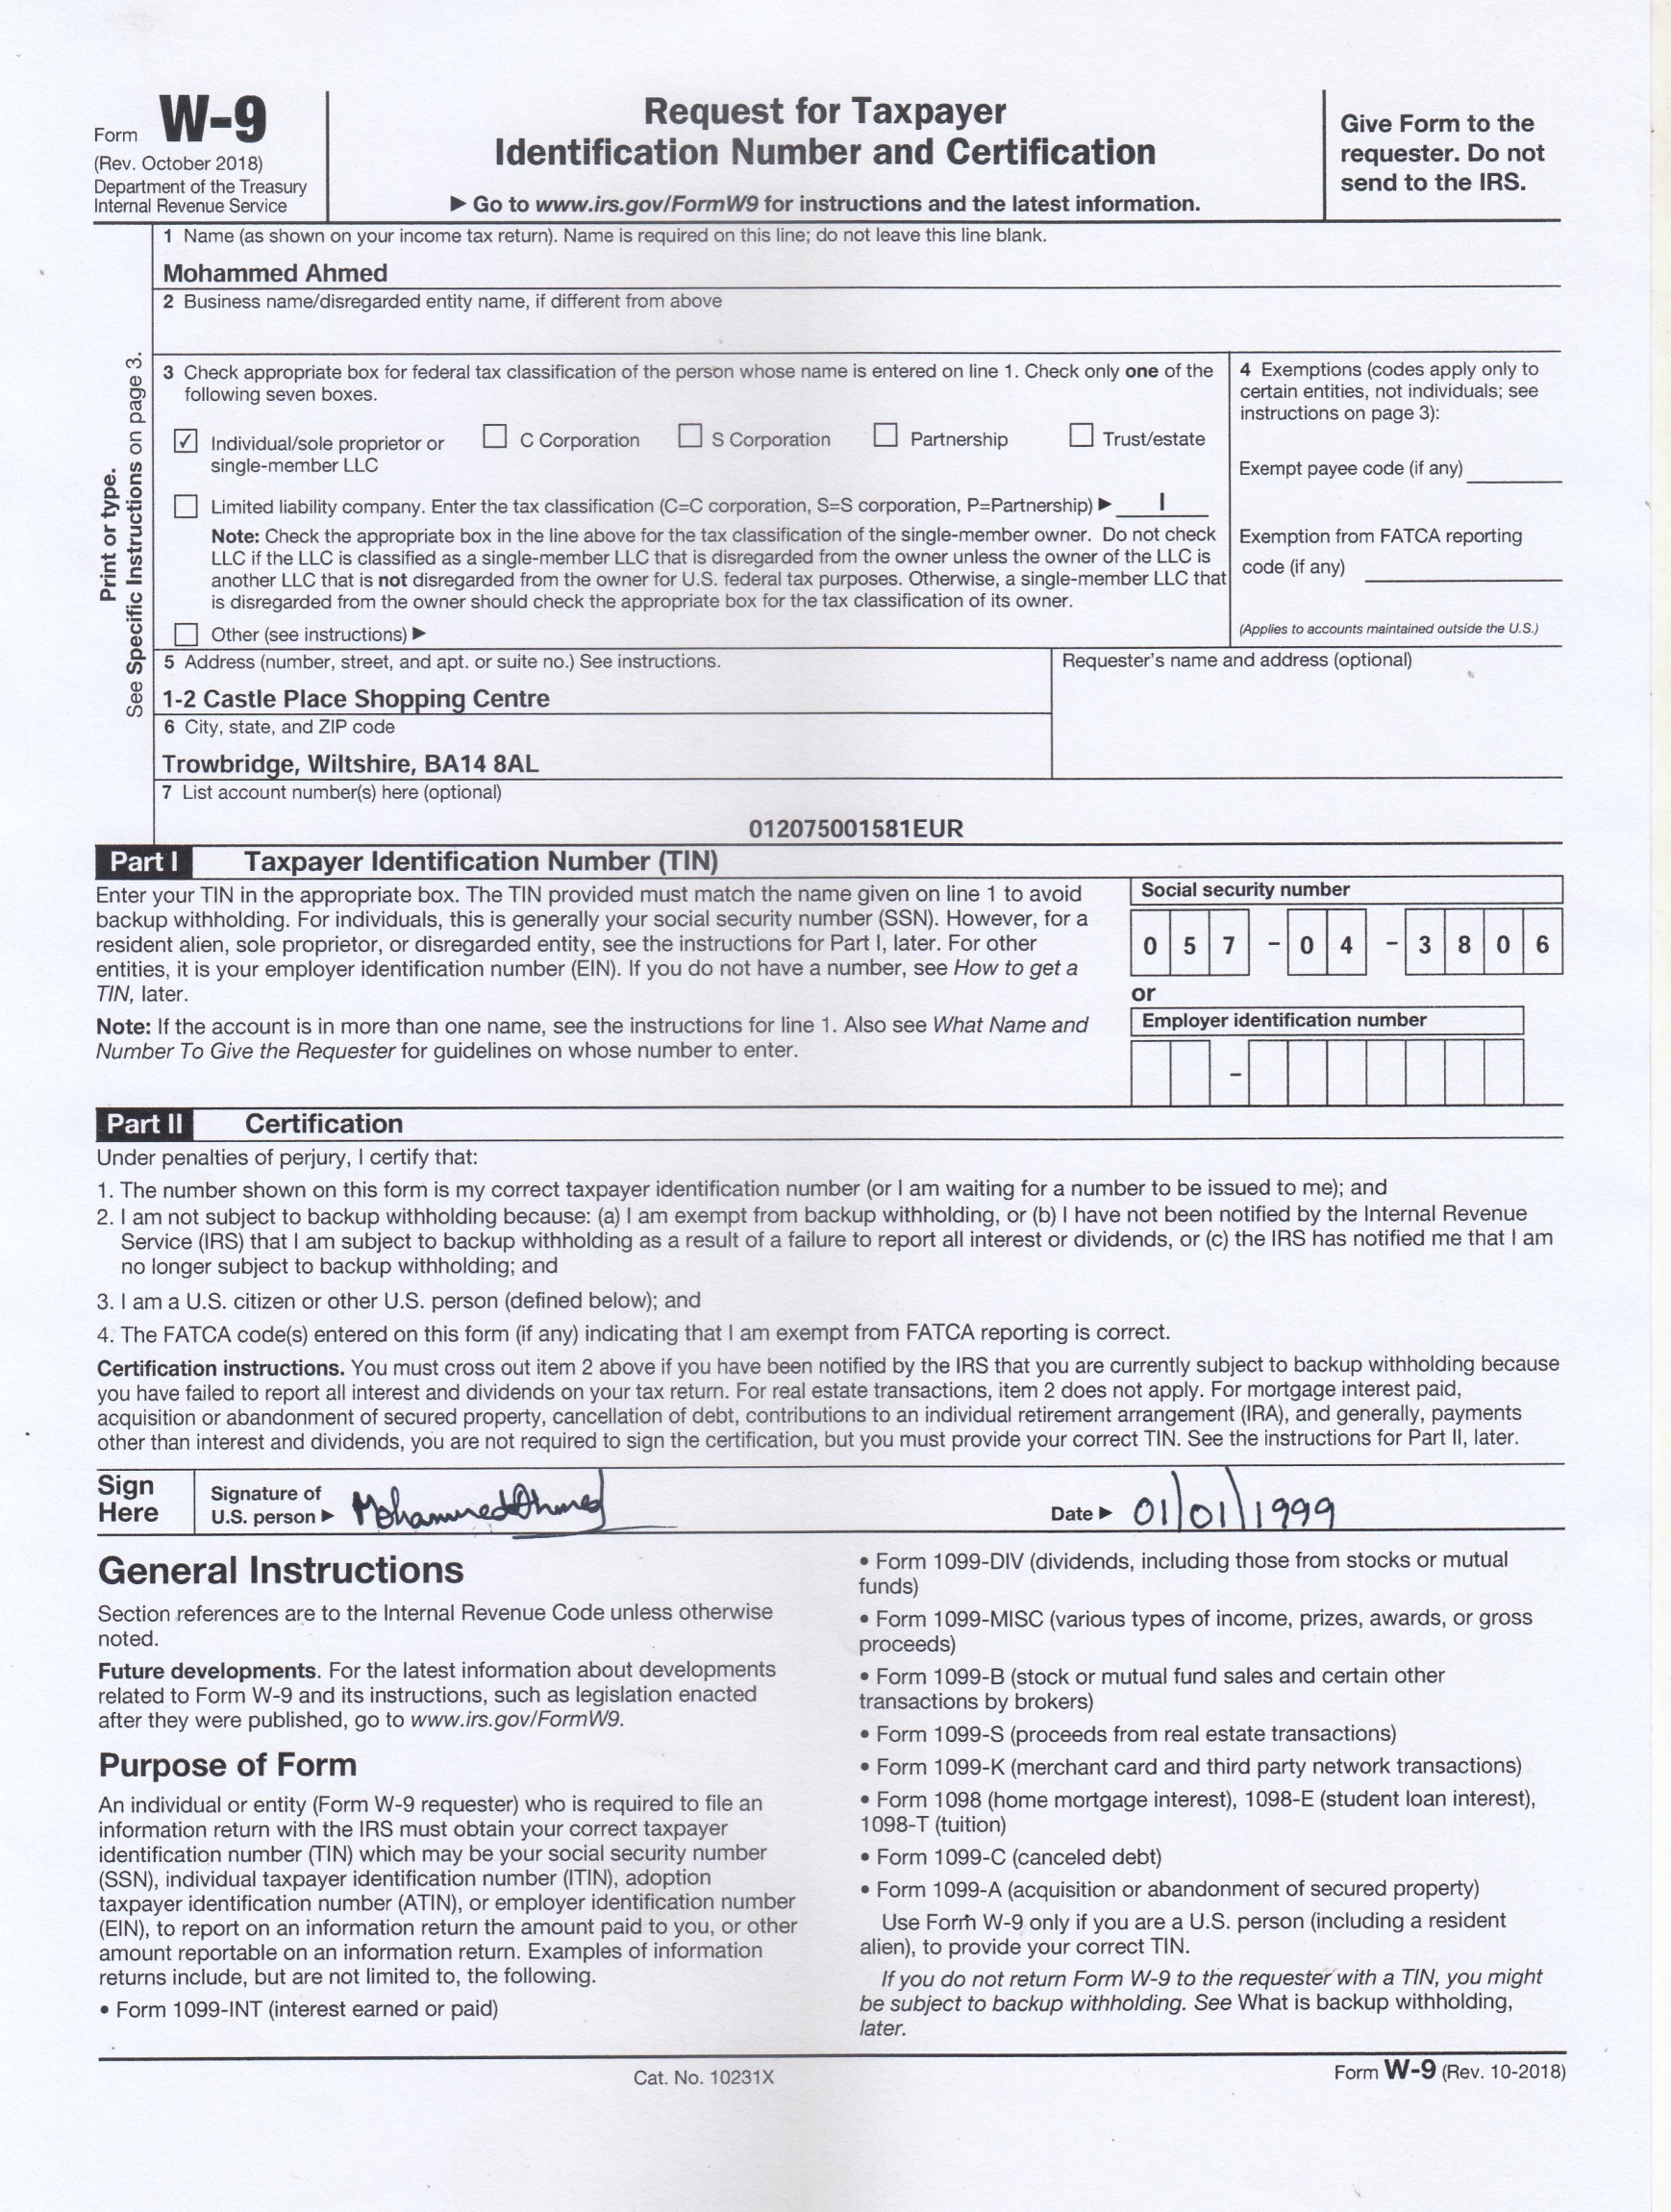 Form W-9
(Rev. October 2018)
Department of the Treasury
Internal Revenue Service
Request for Taxpayer
Identification Number and Certification
▶ Go to www.irs.gov/FormW9 for instructions and the latest information.
Give Form to the
requester. Do not
send to the IRS.
Print or type.
See Specific Instructions on page 3.
1 Name (as shown on your income tax return). Name is required on this line; do not leave this line blank.
Mohammed Ahmed
2 Business name/disregarded entity name, if different from above
3 Check appropriate box for federal tax classification of the person whose name is entered on line 1. Check only one of the
following seven boxes.
✓ Individual/sole proprietor or
single-member LLC
C Corporation
S Corporation
Partnership
Trust/estate
Limited liability company. Enter the tax classification (C=C corporation, S=S corporation, P=Partnership) ▶ I
Note: Check the appropriate box in the line above for the tax classification of the single-member owner. Do not check
LLC if the LLC is classified as a single-member LLC that is disregarded from the owner unless the owner of the LLC is
another LLC that is not disregarded from the owner for U.S. federal tax purposes. Otherwise, a single-member LLC that
is disregarded from the owner should check the appropriate box for the tax classification of its owner.
Other (see instructions) ▶
4 Exemptions (codes apply only to
certain entities, not individuals; see
instructions on page 3):
Exempt payee code (if any)
Exemption from FATCA reporting
code (if any)
(Applies to accounts maintained outside the U.S.)
5 Address (number, street, and apt. or suite no.) See instructions.
1-2 Castle Place Shopping Centre
6 City, state, and ZIP code
Trowbridge, Wiltshire, BA14 8AL
Requester's name and address (optional)
7 List account number(s) here (optional)
012075001581EUR
Part I Taxpayer Identification Number (TIN)
Enter your TIN in the appropriate box. The TIN provided must match the name given on line 1 to avoid
backup withholding. For individuals, this is generally your social security number (SSN). However, for a
resident alien, sole proprietor, or disregarded entity, see the instructions for Part I, later. For other
entities, it is your employer identification number (EIN). If you do not have a number, see How to get a
TIN, later.
Note: If the account is in more than one name, see the instructions for line 1. Also see What Name and
Number To Give the Requester for guidelines on whose number to enter.
Social security number
0 5 7 - 0 4 - 3 8 0 6
or
Employer identification number
-
Part II Certification
Under penalties of perjury, I certify that:
1. The number shown on this form is my correct taxpayer identification number (or I am waiting for a number to be issued to me); and
2. I am not subject to backup withholding because: (a) I am exempt from backup withholding, or (b) I have not been notified by the Internal Revenue
Service (IRS) that I am subject to backup withholding as a result of a failure to report all interest or dividends, or (c) the IRS has notified me that I am
no longer subject to backup withholding; and
3. I am a U.S. citizen or other U.S. person (defined below); and
4. The FATCA code(s) entered on this form (if any) indicating that I am exempt from FATCA reporting is correct.
Certification instructions. You must cross out item 2 above if you have been notified by the IRS that you are currently subject to backup withholding because
you have failed to report all interest and dividends on your tax return. For real estate transactions, item 2 does not apply. For mortgage interest paid,
acquisition or abandonment of secured property, cancellation of debt, contributions to an individual retirement arrangement (IRA), and generally, payments
other than interest and dividends, you are not required to sign the certification, but you must provide your correct TIN. See the instructions for Part II, later.
Sign
Here
Signature of
U.S. person ▶ Mohammed Ahmed
Date ▶ 01/01/1999
General Instructions
Section references are to the Internal Revenue Code unless otherwise
noted.
Future developments. For the latest information about developments
related to Form W-9 and its instructions, such as legislation enacted
after they were published, go to www.irs.gov/FormW9.
Purpose of Form
An individual or entity (Form W-9 requester) who is required to file an
information return with the IRS must obtain your correct taxpayer
identification number (TIN) which may be your social security number
(SSN), individual taxpayer identification number (ITIN), adoption
taxpayer identification number (ATIN), or employer identification number
(EIN), to report on an information return the amount paid to you, or other
amount reportable on an information return. Examples of information
returns include, but are not limited to, the following.
• Form 1099-INT (interest earned or paid)
• Form 1099-DIV (dividends, including those from stocks or mutual
funds)
• Form 1099-MISC (various types of income, prizes, awards, or gross
proceeds)
• Form 1099-B (stock or mutual fund sales and certain other
transactions by brokers)
• Form 1099-S (proceeds from real estate transactions)
• Form 1099-K (merchant card and third party network transactions)
• Form 1098 (home mortgage interest), 1098-E (student loan interest),
1098-T (tuition)
• Form 1099-C (canceled debt)
• Form 1099-A (acquisition or abandonment of secured property)
Use Form W-9 only if you are a U.S. person (including a resident
alien), to provide your correct TIN.
If you do not return Form W-9 to the requester with a TIN, you might
be subject to backup withholding. See What is backup withholding,
later.
Cat. No. 10231X
Form W-9 (Rev. 10-2018)